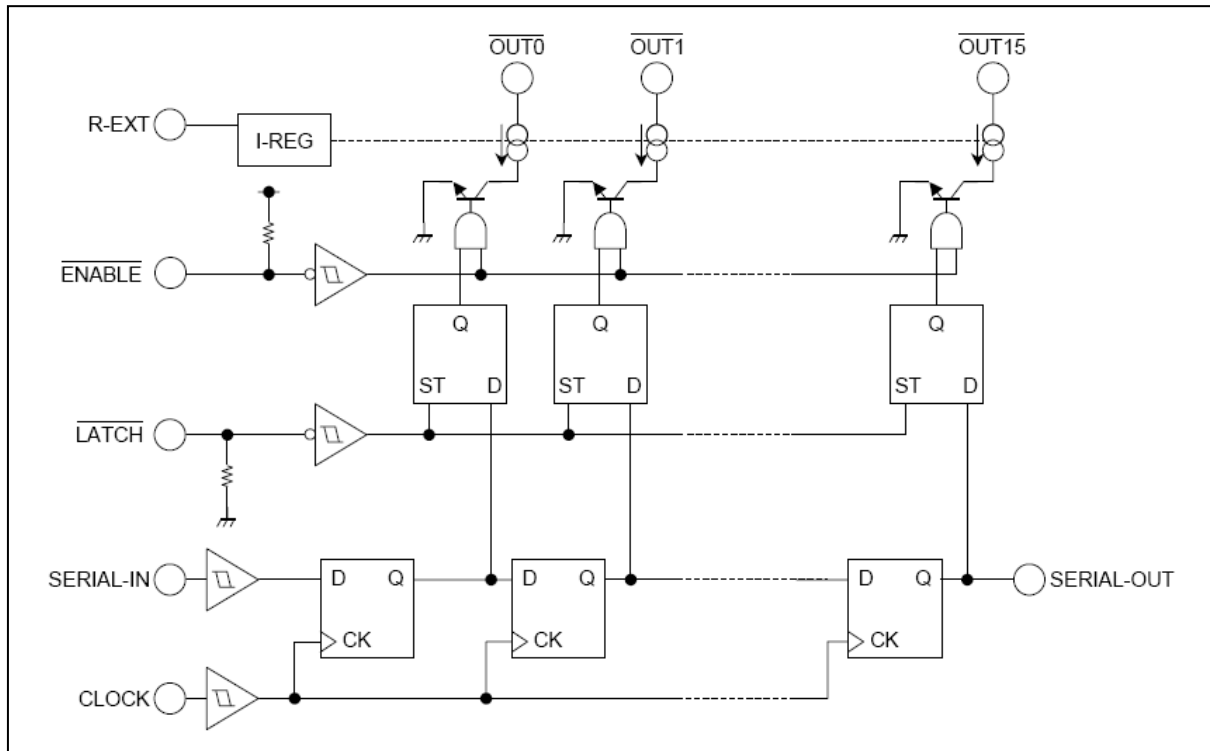 OUT0 OUT1 OUT15
R-EXT I-REG
ENABLE
Q Q Q
ST D ST D ST D
LATCH
SERIAL-IN D Q D Q D Q SERIAL-OUT
CK CK CK
CLOCK